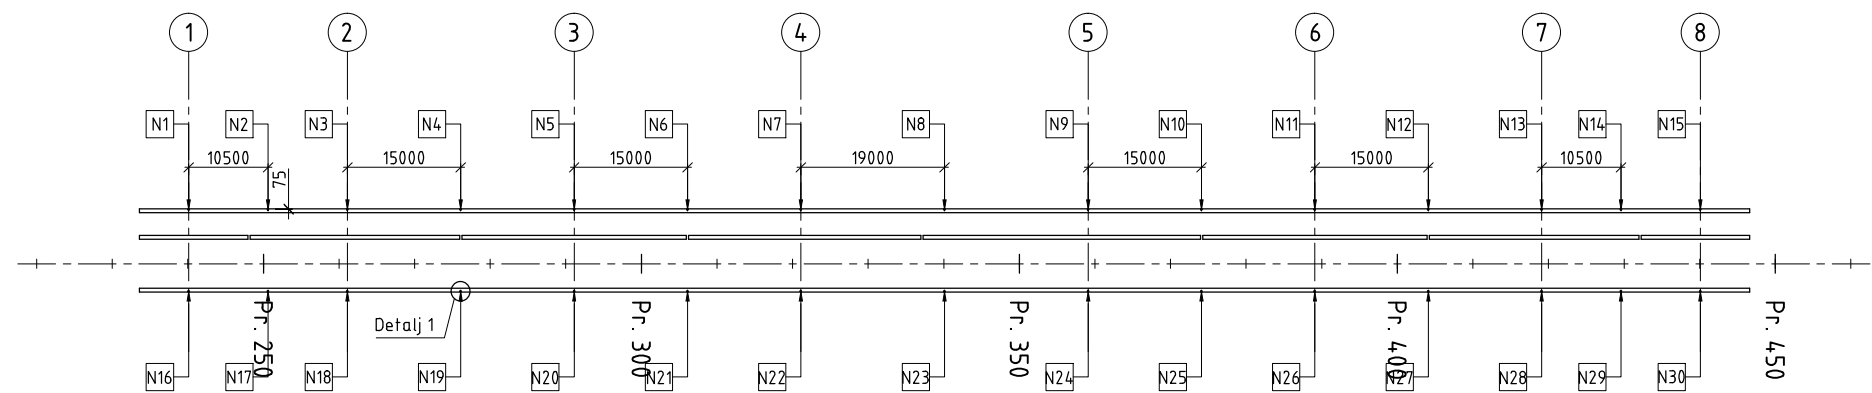 1 2 3 4 5 6 7 8
N1 N2 N3 N4 N5 N6 N7 N8 N9 N10 N11 N12 N13 N14 N15
10500 15000 15000 19000 15000 15000 10500
75
Pr. 250 Pr. 300 Pr. 350 Pr. 400 Pr. 450
Detalj 1
N16 N17 N18 N19 N20 N21 N22 N23 N24 N25 N26 N27 N28 N29 N30